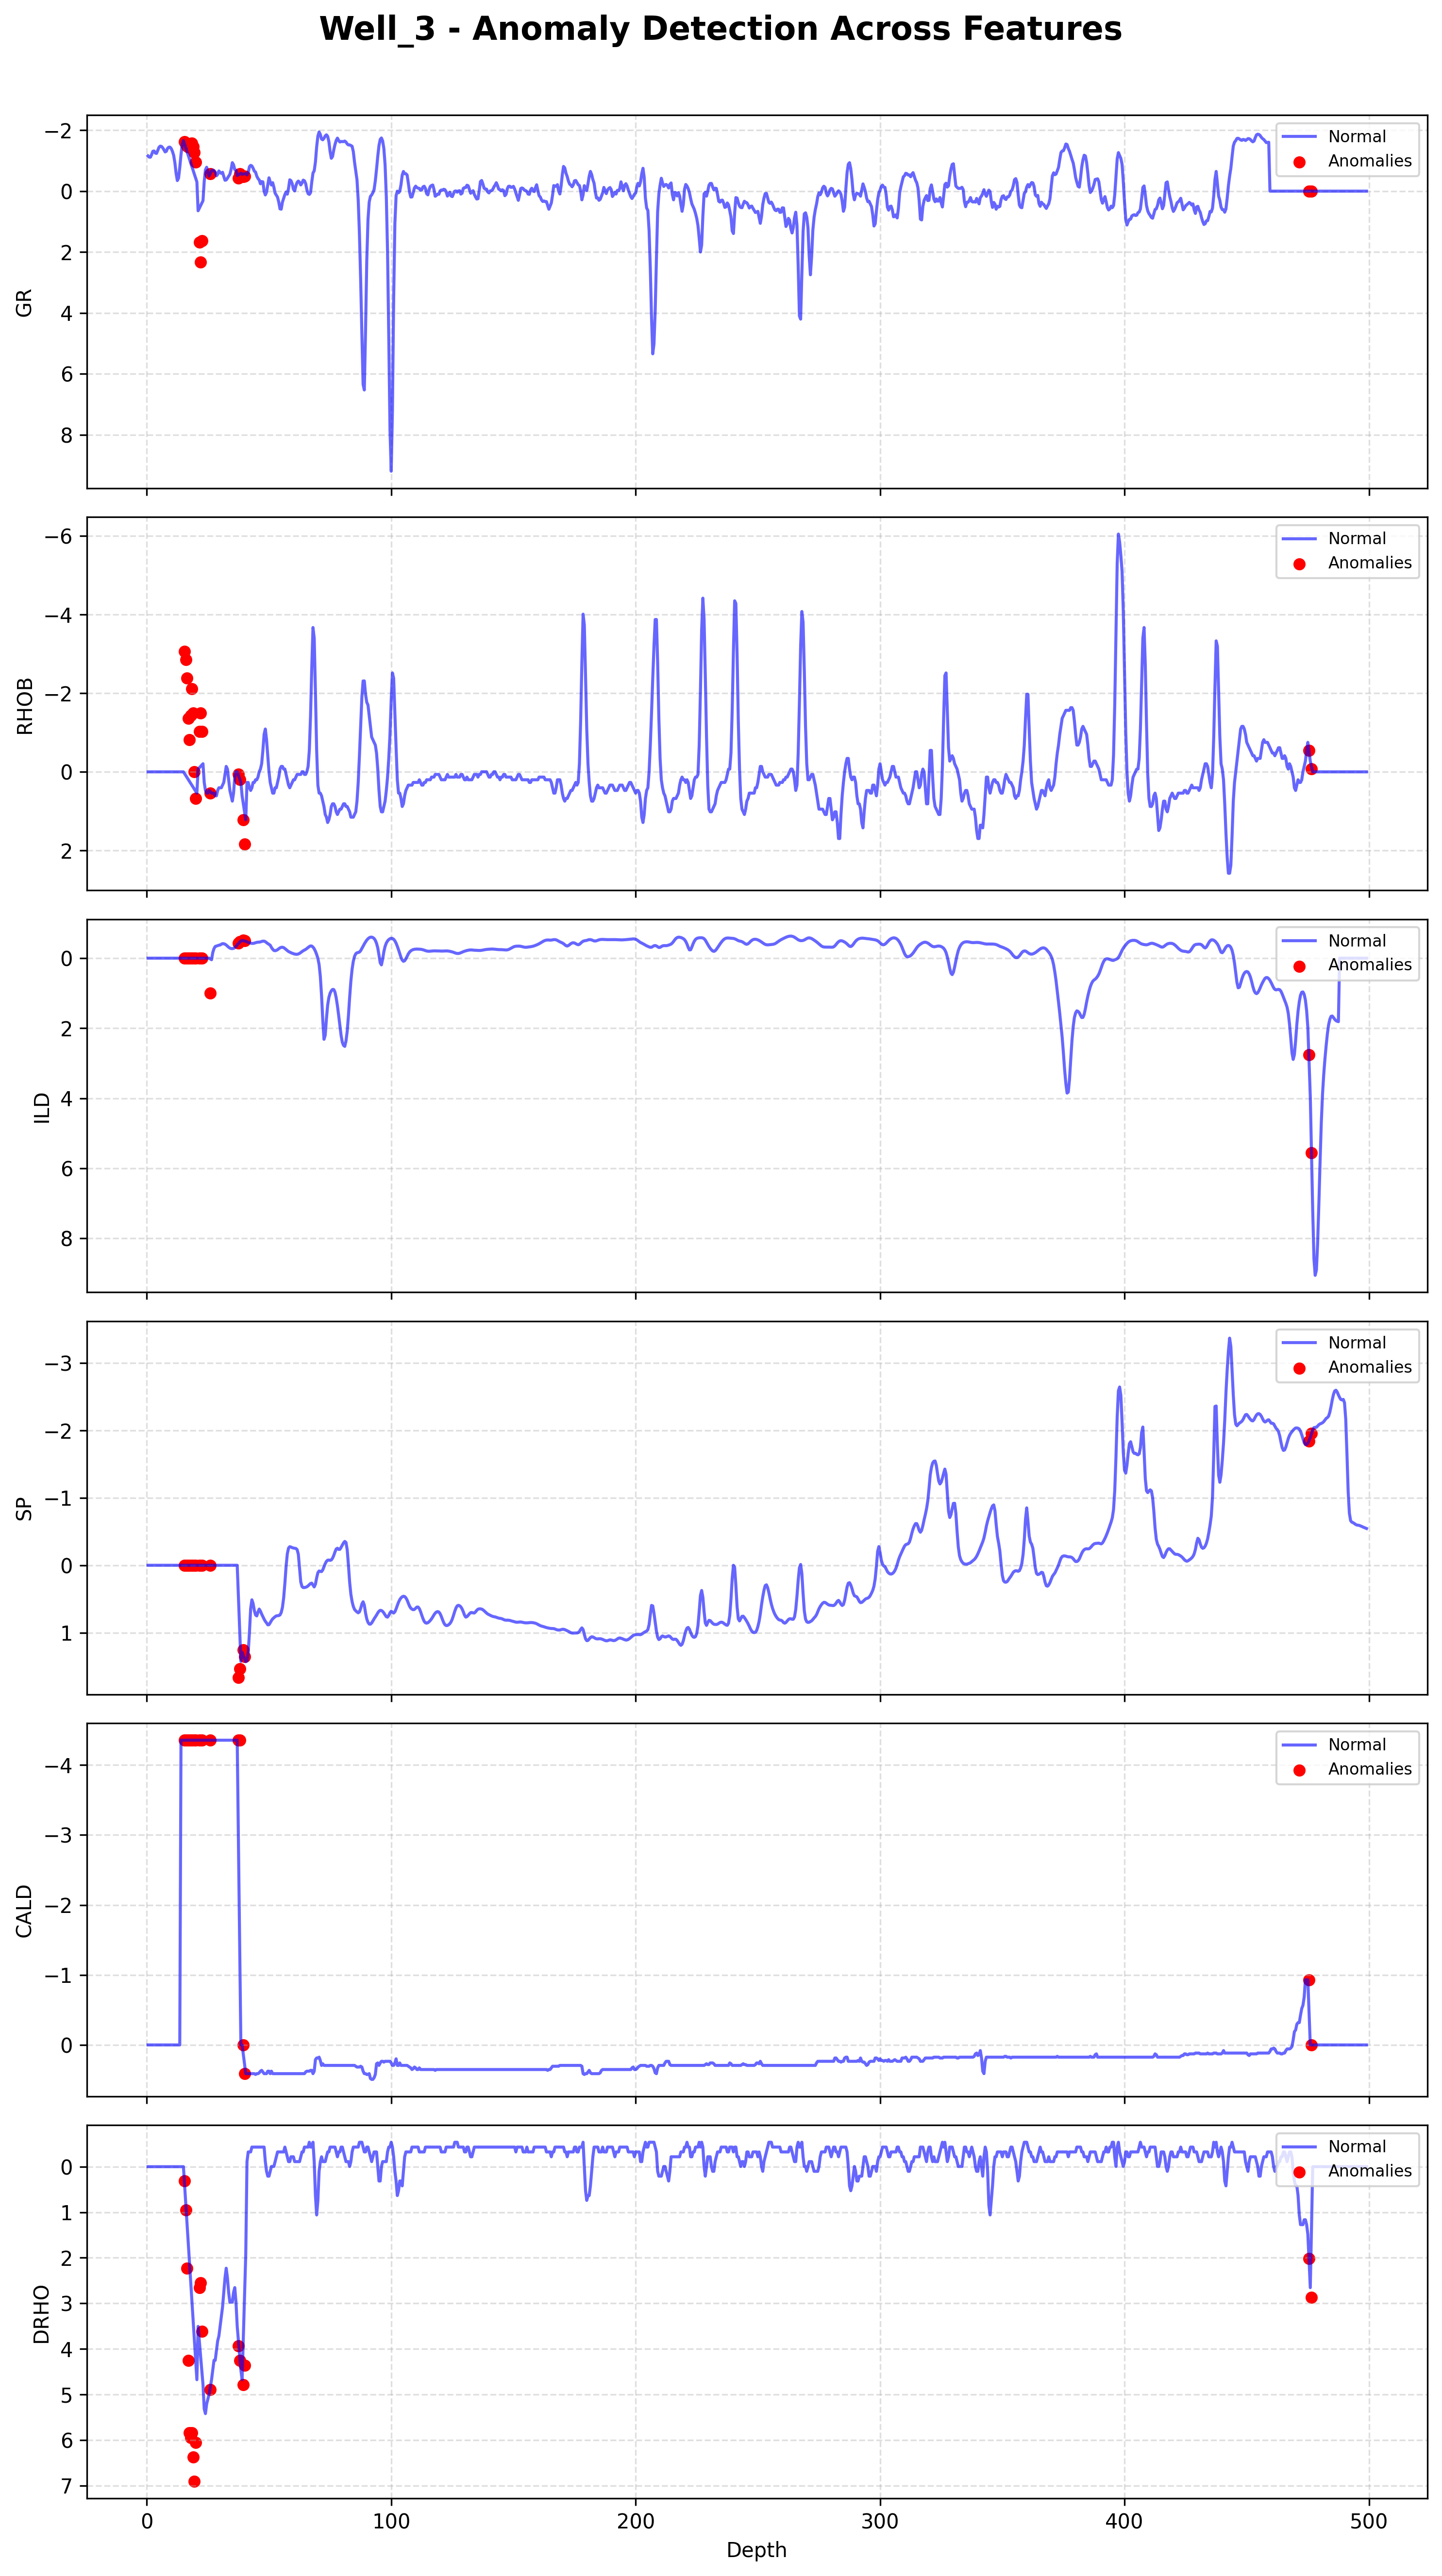 Well_3 - Anomaly Detection Across Features
−2
0
2
4
6
8
GR
Normal
Anomalies
−6
−4
−2
0
2
RHOB
Normal
Anomalies
0
2
4
6
8
ILD
Normal
Anomalies
−3
−2
−1
0
1
SP
Normal
Anomalies
−4
−3
−2
−1
0
CALD
Normal
Anomalies
0
1
2
3
4
5
6
7
DRHO
Normal
Anomalies
0 100 200 300 400 500
Depth